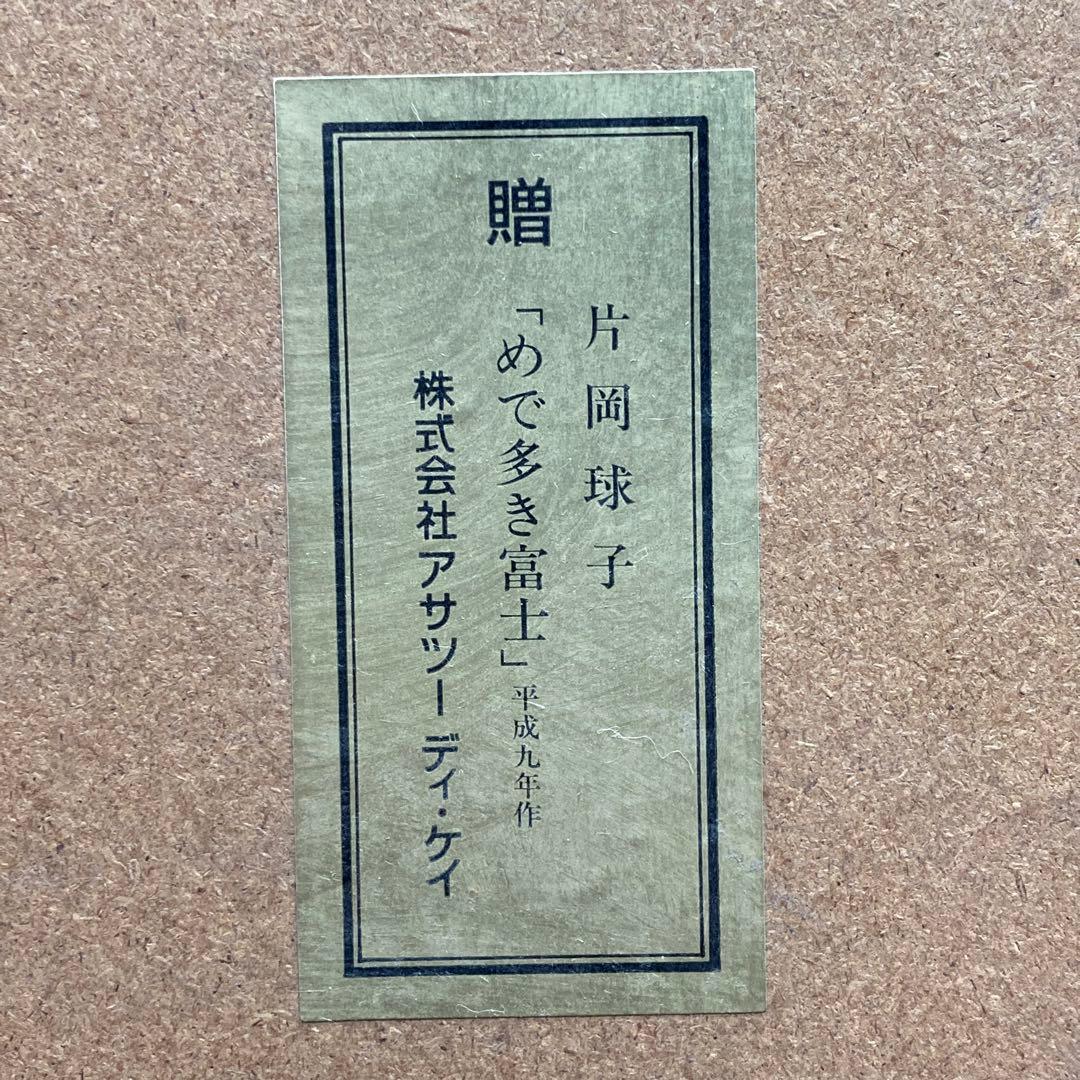 贈
片岡球子
「めで多き富士」平成九年作
株式会社アサツーディ・ケイ